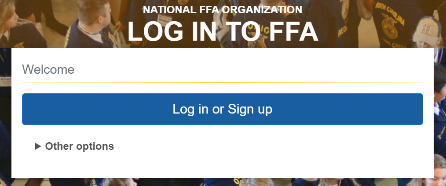 NATIONAL FFA ORGANIZATION
LOG IN TO FFA
Welcome
Log in or Sign up
▶ Other options